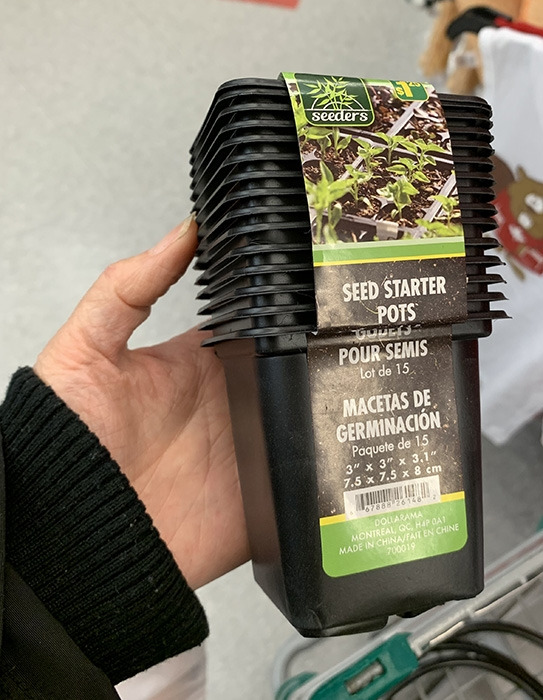 seeders
SEED STARTER
POTS
GODETS
POUR SEMIS
Lot de 15
MACETAS DE
GERMINACIÓN
Paquete de 15
3" x 3" x 3.1"
7.5 x 7.5 x 8 cm
DOLLARAMA
MONTREAL, QC, H4P 0A1
MADE IN CHINA/FAIT EN CHINE
700019